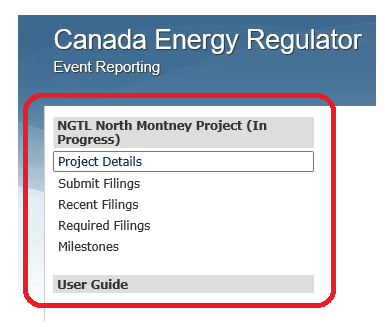 Canada Energy Regulator
Event Reporting
NGTL North Montney Project (In
Progress)
Project Details
Submit Filings
Recent Filings
Required Filings
Milestones
User Guide